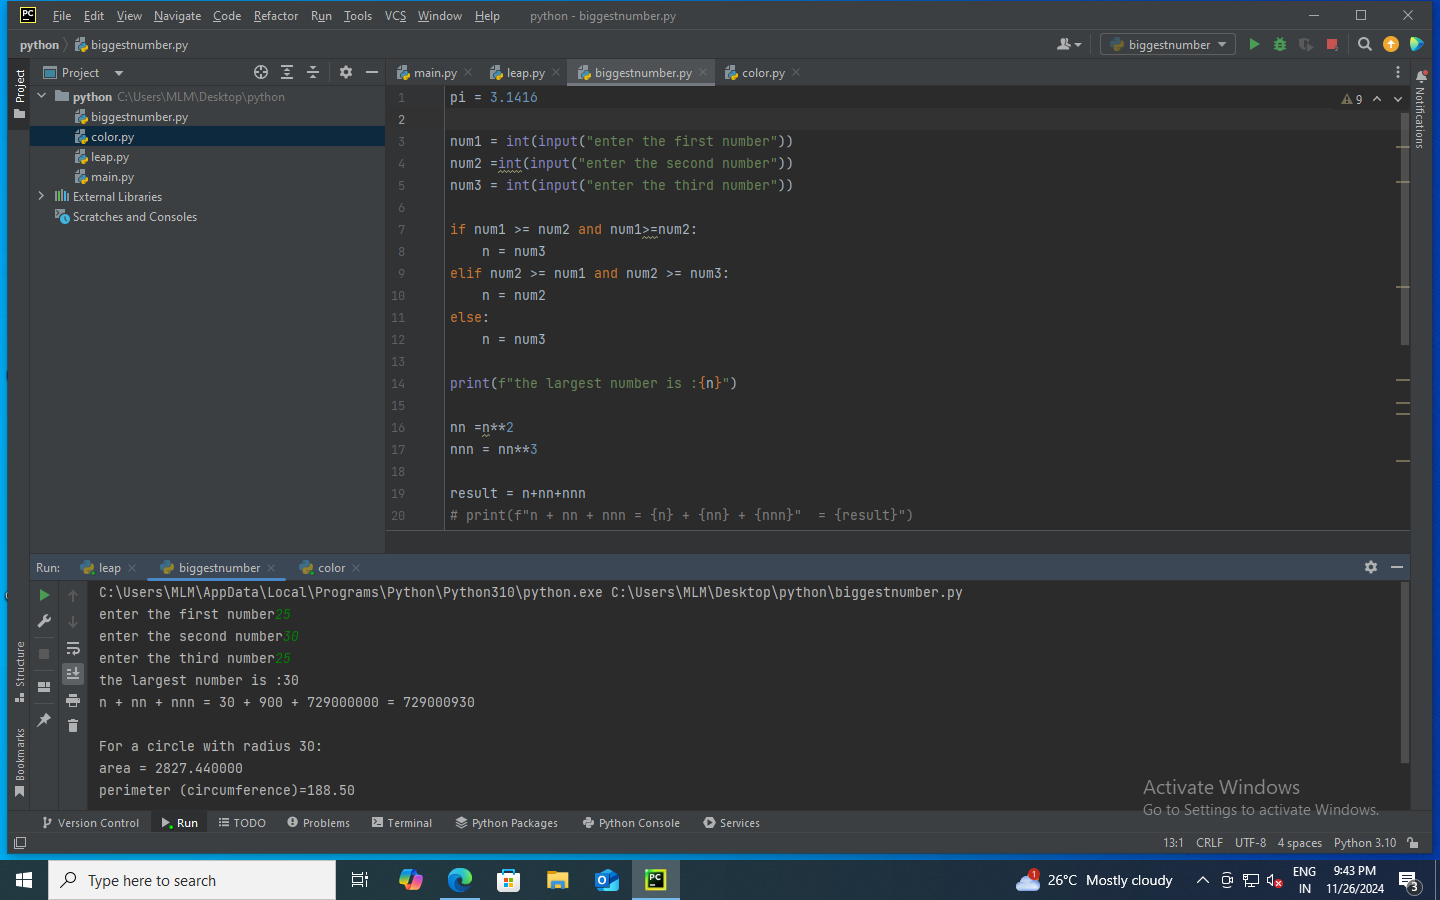 PC File Edit View Navigate Code Refactor Run Tools VCS Window Help python - biggestnumber.py
python biggestnumber.py biggestnumber
Project main.py leap.py biggestnumber.py color.py
Project
Notifications
python C:\Users\MLM\Desktop\python
biggestnumber.py
color.py
leap.py
main.py
External Libraries
Scratches and Consoles
9
1 pi = 3.1416
2
3 num1 = int(input("enter the first number"))
4 num2 =int(input("enter the second number"))
5 num3 = int(input("enter the third number"))
6
7 if num1 >= num2 and num1>=num2:
8 n = num3
9 elif num2 >= num1 and num2 >= num3:
10 n = num2
11 else:
12 n = num3
13
14 print(f"the largest number is :{n}")
15
16 nn =n**2
17 nnn = nn**3
18
19 result = n+nn+nnn
20 # print(f"n + nn + nnn = {n} + {nn} + {nnn}"  = {result}")
Run: leap biggestnumber color
C:\Users\MLM\AppData\Local\Programs\Python\Python310\python.exe C:\Users\MLM\Desktop\python\biggestnumber.py
enter the first number25
enter the second number30
enter the third number25
the largest number is :30
n + nn + nnn = 30 + 900 + 729000000 = 729000930
For a circle with radius 30:
area = 2827.440000
perimeter (circumference)=188.50
Structure
Bookmarks
Activate Windows
Go to Settings to activate Windows.
Version Control Run TODO Problems Terminal Python Packages Python Console Services
13:1 CRLF UTF-8 4 spaces Python 3.10
Type here to search PC 1 26°C Mostly cloudy ENG IN 9:43 PM 11/26/2024 3